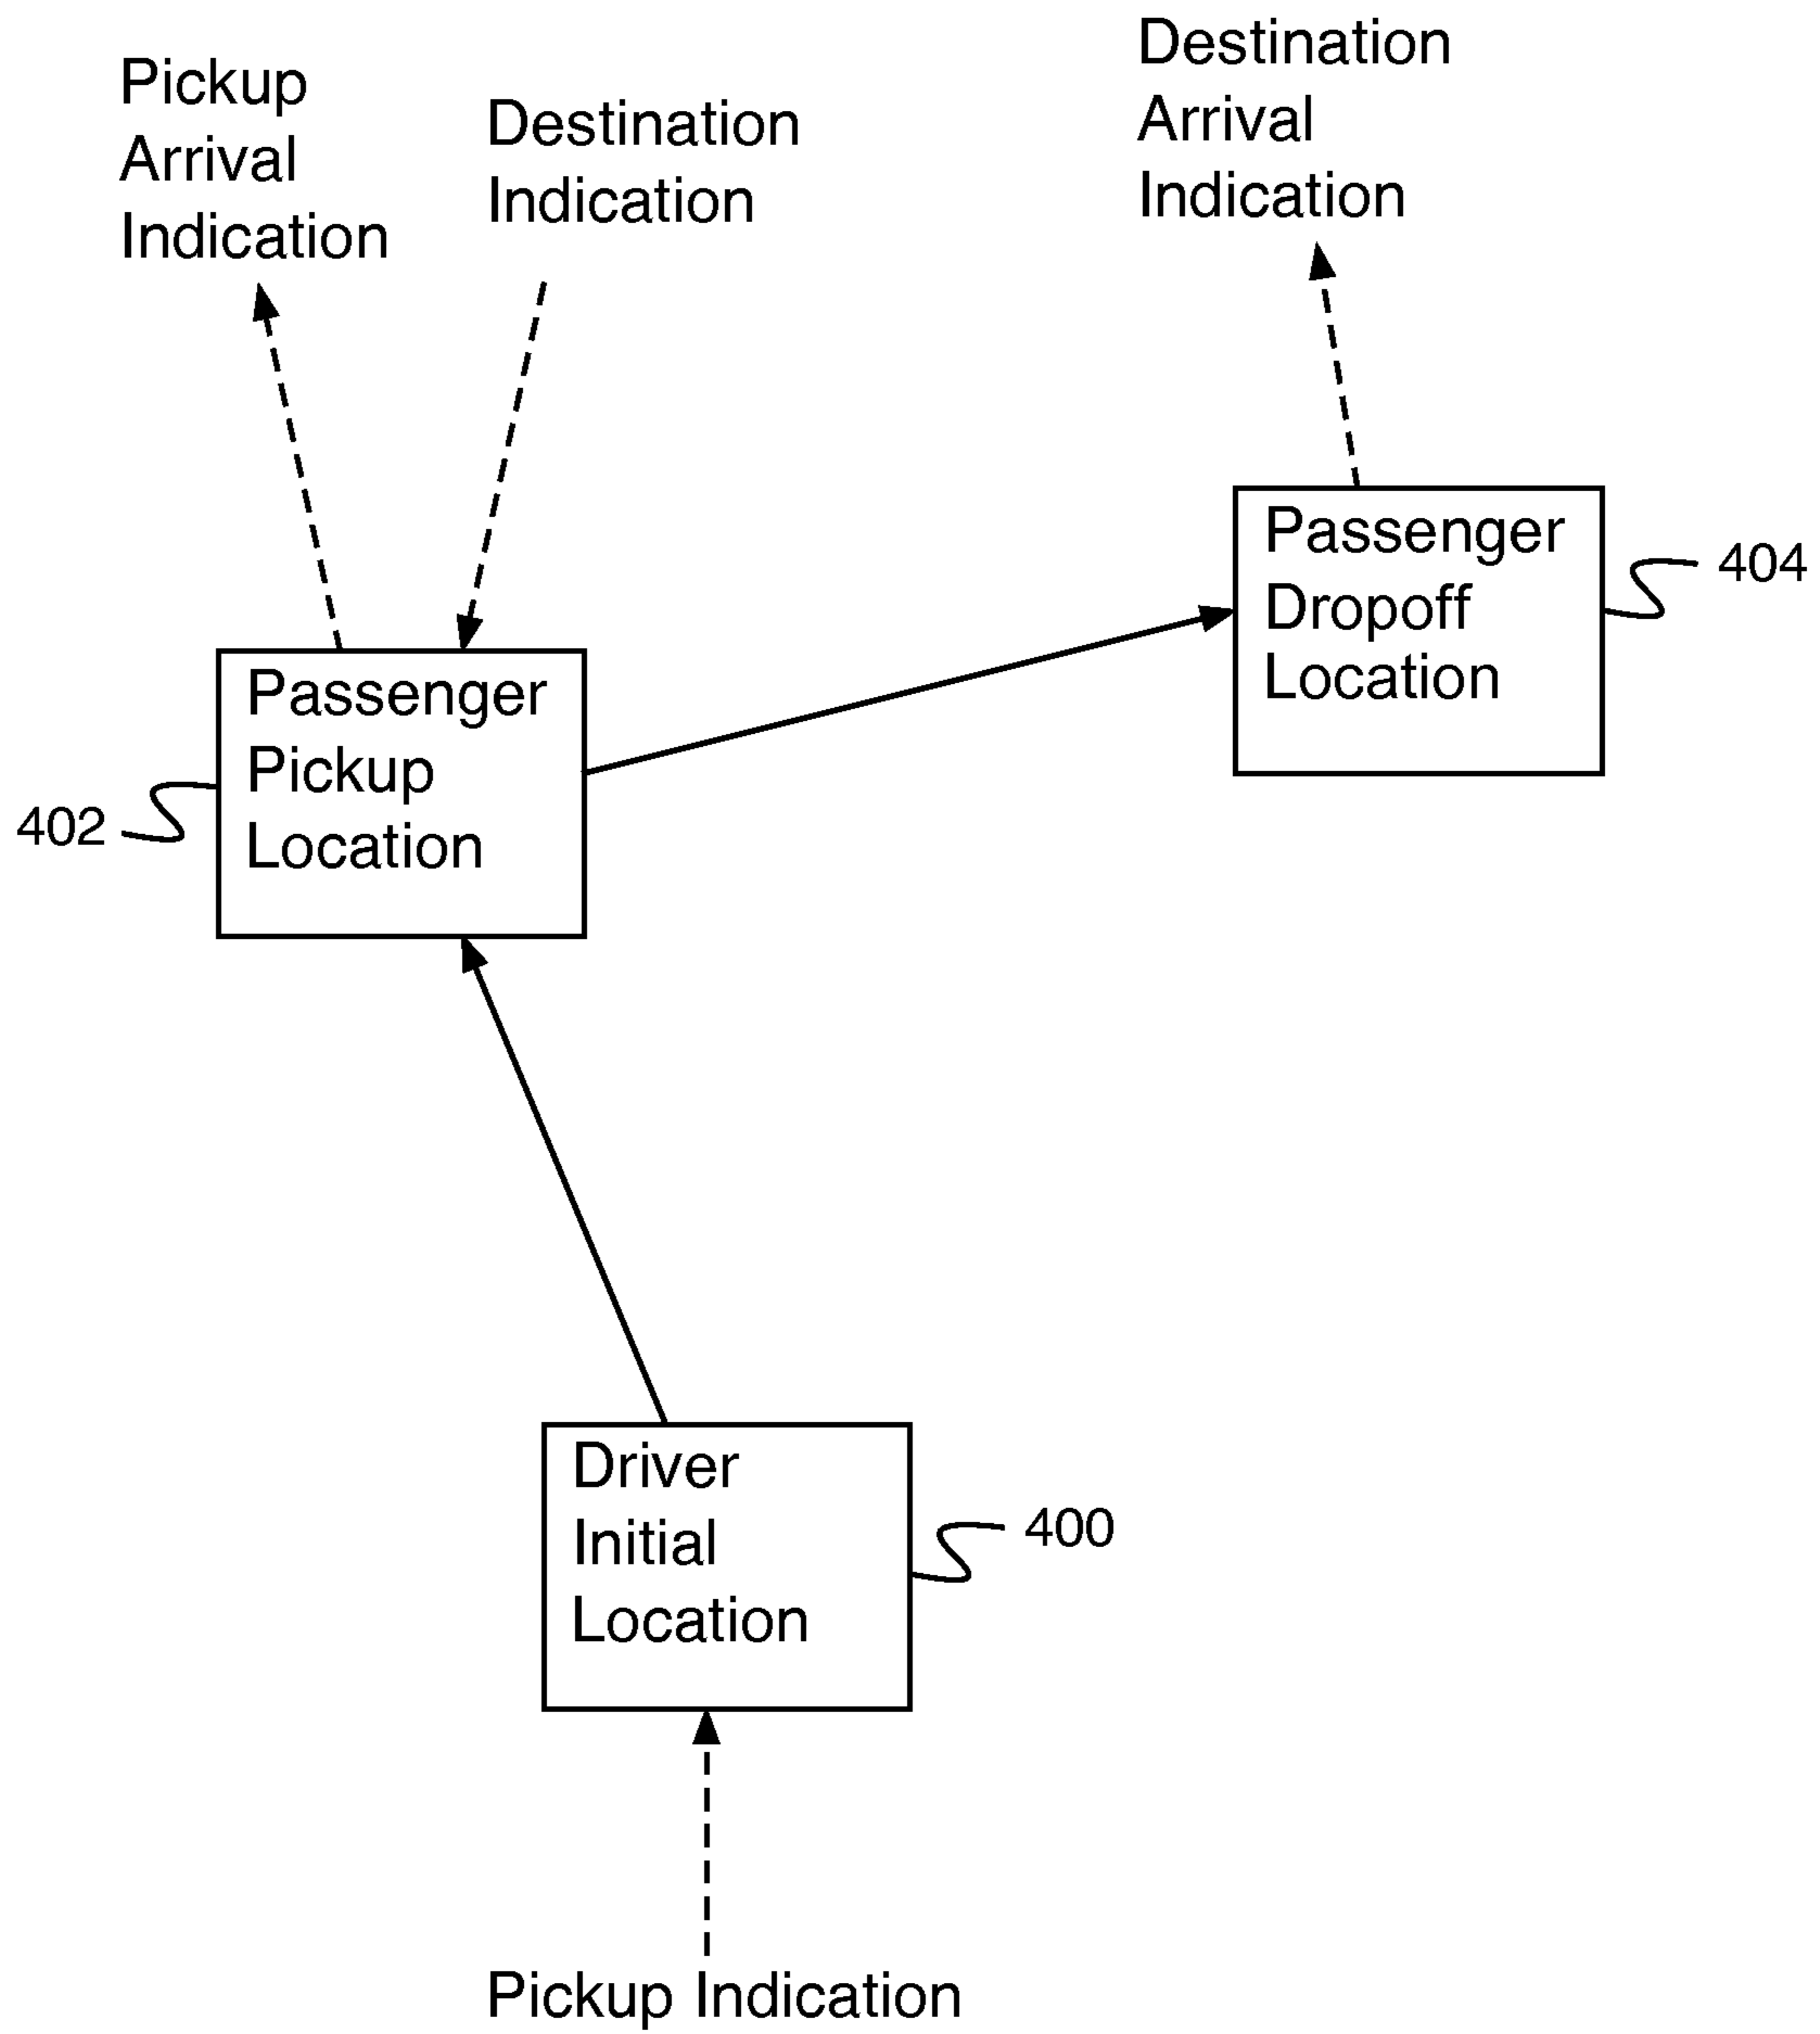 Destination
Arrival
Indication
Pickup
Arrival
Indication
Destination
Indication
Passenger
Dropoff
Location
404
Passenger
Pickup
Location
402
Driver
Initial
Location
400
Pickup Indication